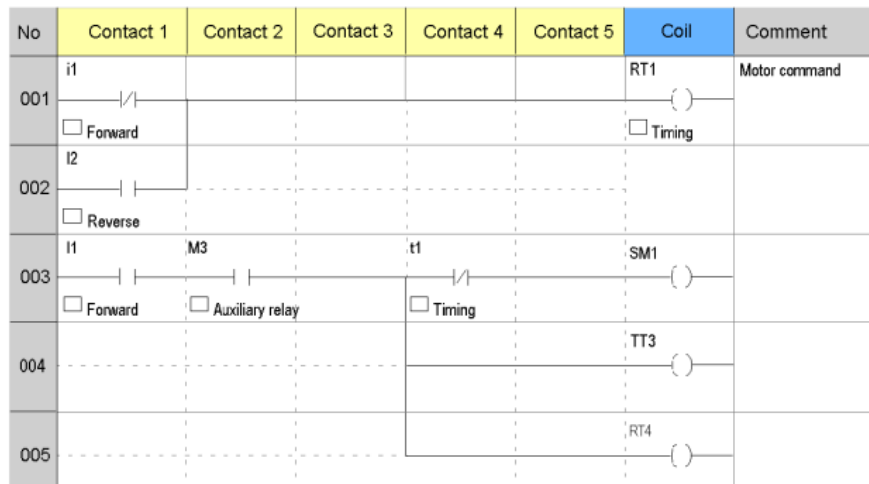 No Contact 1 Contact 2 Contact 3 Contact 4 Contact 5 Coil Comment
i1 RT1 Motor command
001
Forward Timing
I2
002
Reverse
I1 M3 t1 SM1
003
Forward Auxiliary relay Timing
TT3
004
RT4
005